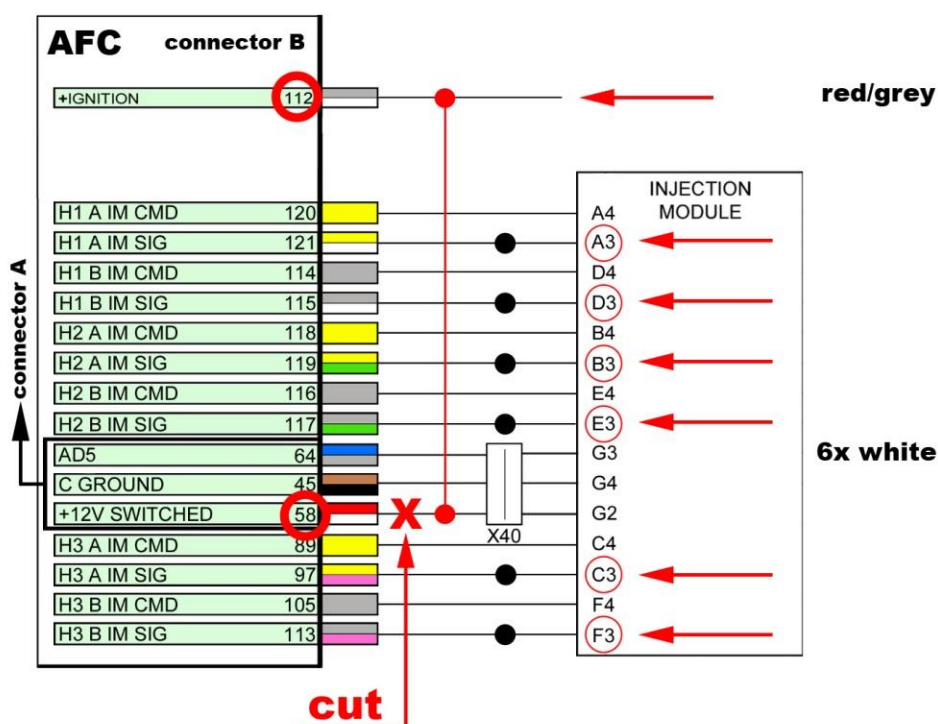 AFC connector B
+IGNITION 112
red/grey
INJECTION
MODULE
H1 A IM CMD 120 A4
H1 A IM SIG 121 A3
H1 B IM CMD 114 D4
H1 B IM SIG 115 D3
H2 A IM CMD 118 B4
H2 A IM SIG 119 B3
H2 B IM CMD 116 E4
H2 B IM SIG 117 E3
connector A
AD5 64 G3
6x white
C GROUND 45 G4
+12V SWITCHED 58 X G2
X40
H3 A IM CMD 89 C4
H3 A IM SIG 97 C3
H3 B IM CMD 105 F4
H3 B IM SIG 113 F3
cut